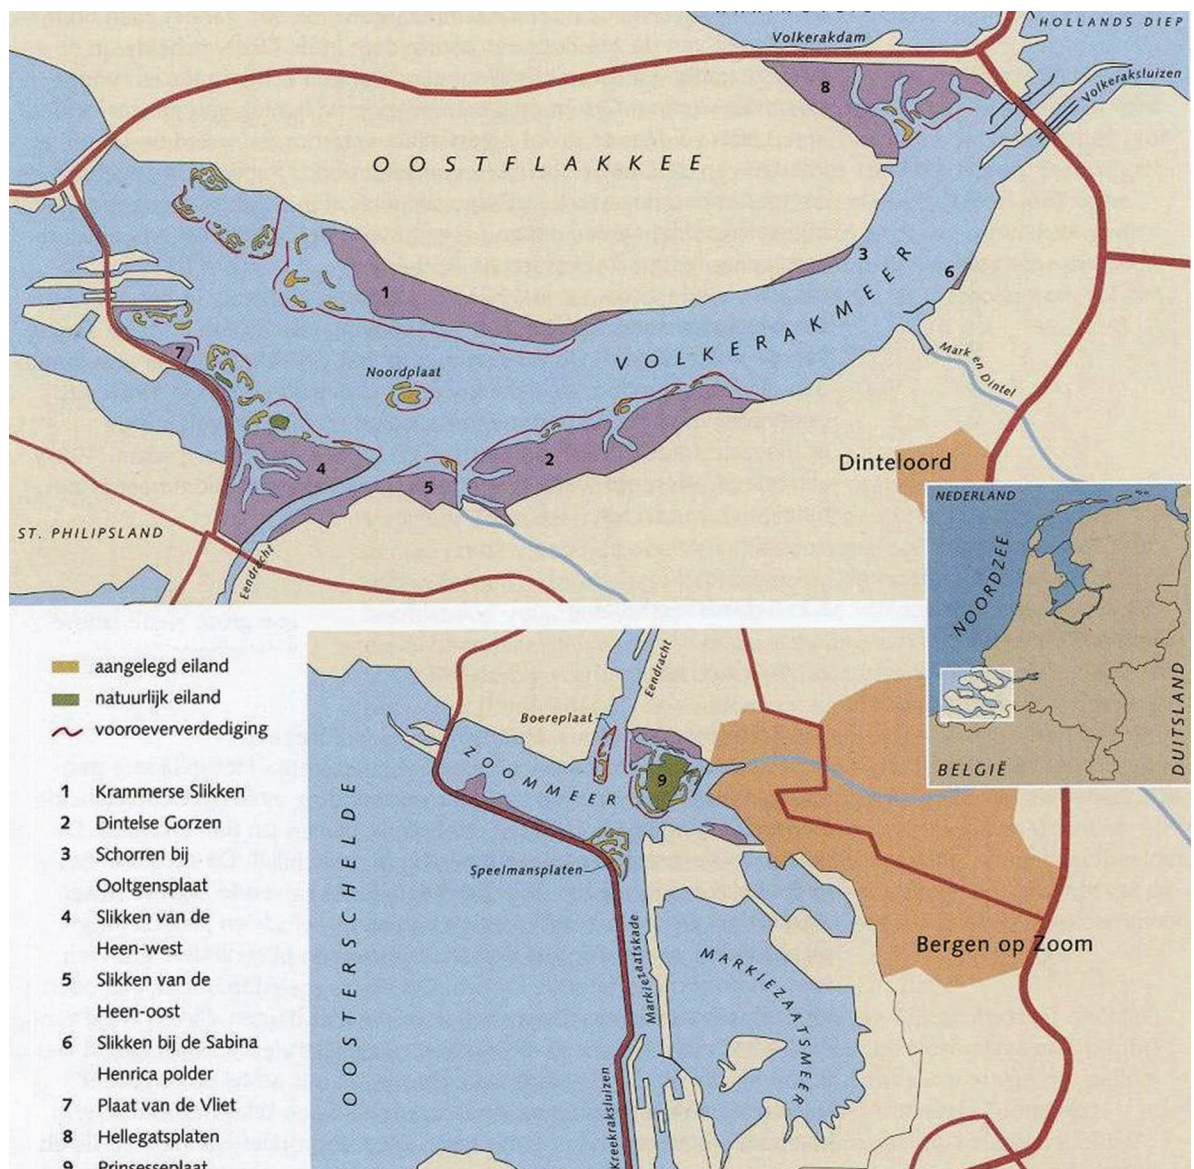 HOLLANDS DIEP
Volkerakdam
Volkeraksluizen
8
OOSTFLAKKEE
3
6
1
VOLKERAKMEER
7
Noordplaat
Mark en Dintel
Dinteloord
4
2
5
ST. PHILIPSLAND
Eendracht
NEDERLAND
NOORDZEE
DUITSLAND
BELGIË
aangelegd eiland
natuurlijk eiland
vooroeververdediging
1 Krammerse Slikken
2 Dintelse Gorzen
3 Schorren bij
Ooltgensplaat
4 Slikken van de
Heen-west
5 Slikken van de
Heen-oost
6 Slikken bij de Sabina
Henrica polder
7 Plaat van de Vliet
8 Hellegatsplaten
9 Prinsesseplaat
Eendracht
Boereplaat
ZOOMMEER
9
Speelmansplaten
OOSTERSCHELDE
Markiezaatskade
MARKIEZAATSMEER
Bergen op Zoom
Kreekraksluizen